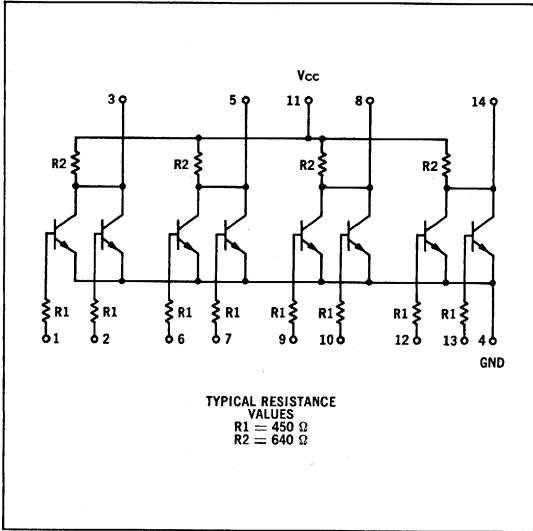 Vcc
3 5 11 8 14
R2 R2 R2 R2
R1 R1 R1 R1 R1 R1 R1 R1
1 2 6 7 9 10 12 13 4
GND
TYPICAL RESISTANCE
VALUES
R1 = 450 Ω
R2 = 640 Ω